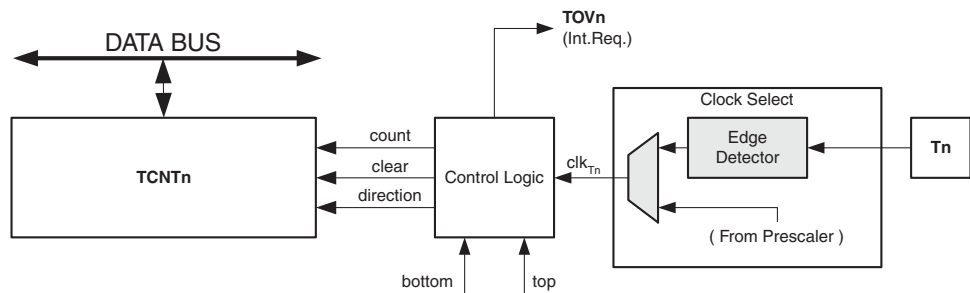 TOVn
(Int.Req.)
DATA BUS
Clock Select
count
Edge
Detector
Tn
TCNTn
clear
Control Logic
clkTn
direction
( From Prescaler )
bottom
top